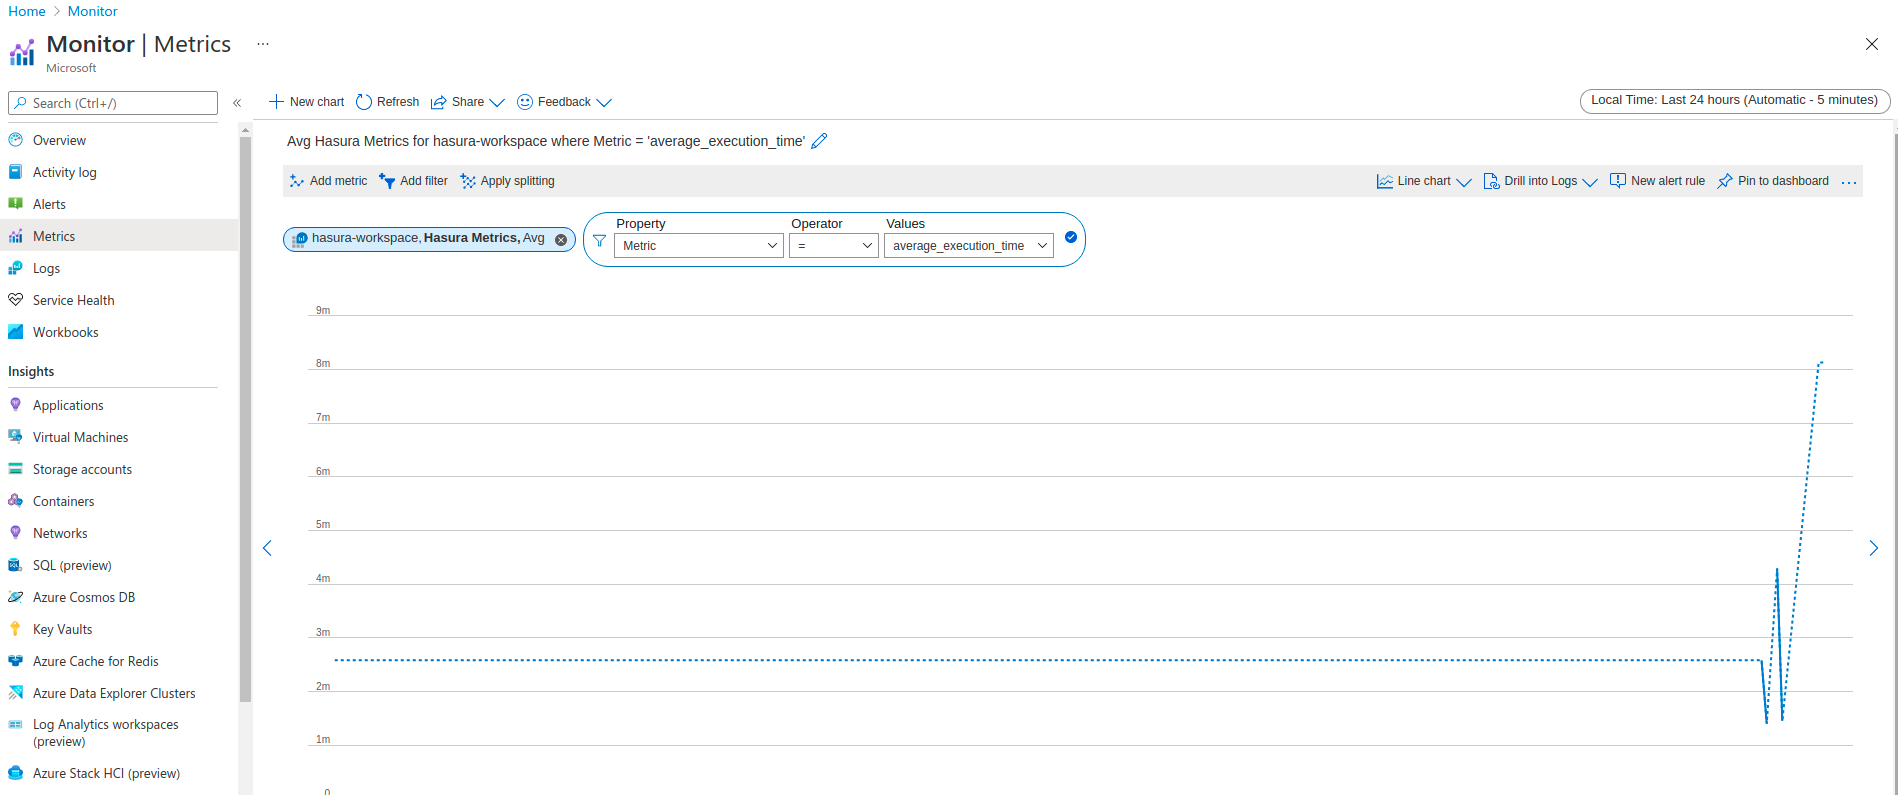 Home > Monitor
Monitor | Metrics ...
Microsoft
Search (Ctrl+/)
«
Overview
Activity log
Alerts
Metrics
Logs
Service Health
Workbooks
Insights
Applications
Virtual Machines
Storage accounts
Containers
Networks
SQL (preview)
Azure Cosmos DB
Key Vaults
Azure Cache for Redis
Azure Data Explorer Clusters
Log Analytics workspaces
(preview)
Azure Stack HCI (preview)
New chart Refresh Share Feedback
Local Time: Last 24 hours (Automatic - 5 minutes)
Avg Hasura Metrics for hasura-workspace where Metric = 'average_execution_time'
Add metric Add filter Apply splitting
Line chart Drill into Logs New alert rule Pin to dashboard ...
hasura-workspace, Hasura Metrics, Avg
Property Operator Values
Metric = average_execution_time
9m
8m
7m
6m
5m
4m
3m
2m
1m
0